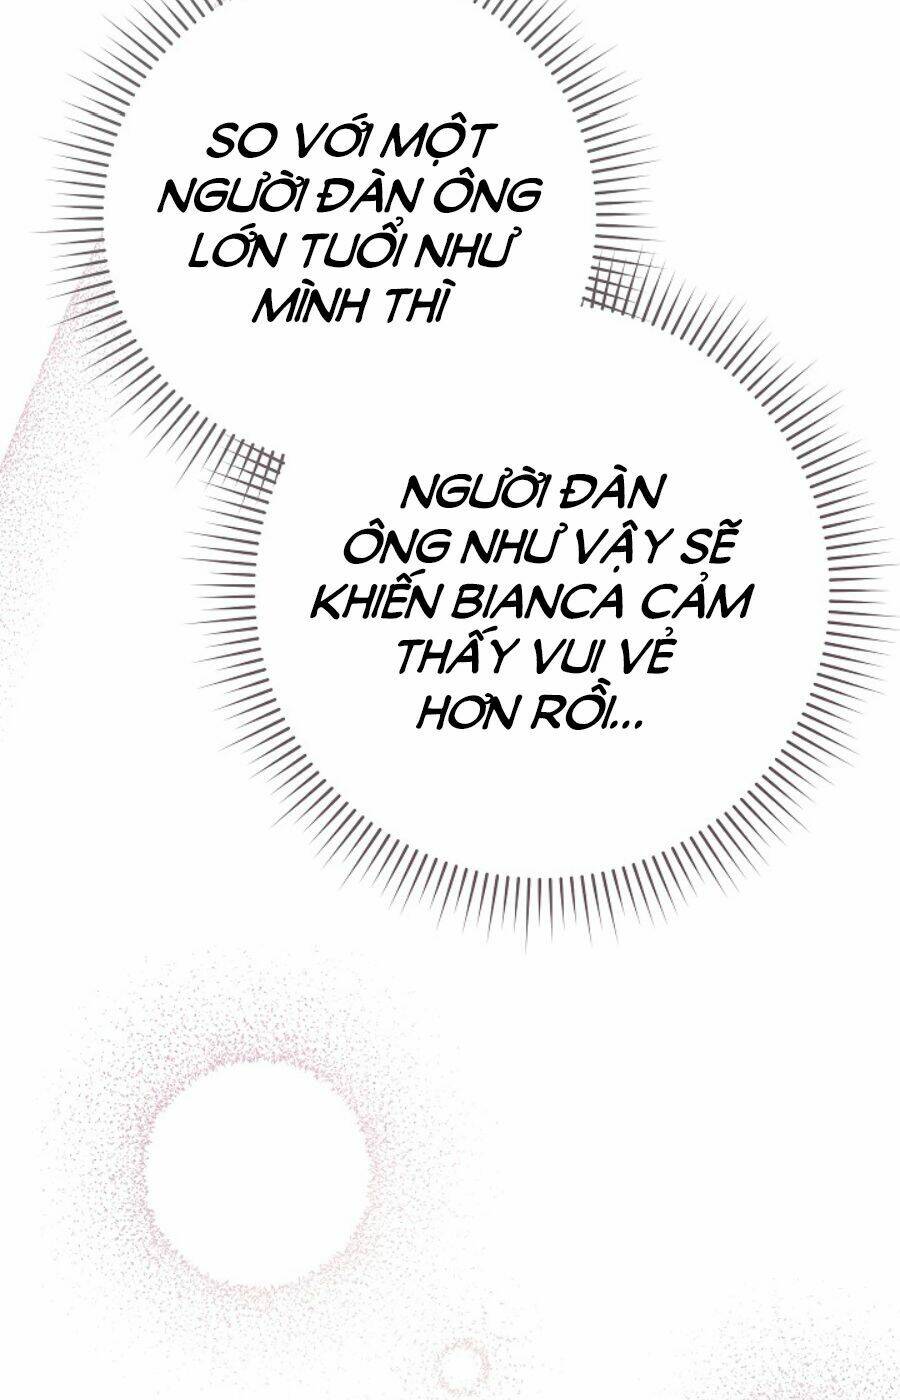 SO VỚI MỘT
NGƯỜI ĐÀN ÔNG
LỚN TUỔI NHƯ
MÌNH THÌ
NGƯỜI ĐÀN
ÔNG NHƯ VẬY SẼ
KHIẾN BIANCA CẢM
THẤY VUI VẺ
HƠN RỒI...